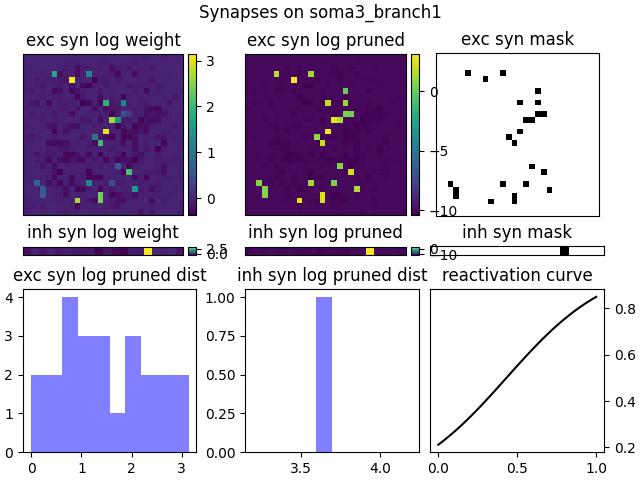 Synapses on soma3_branch1
exc syn log weight
exc syn log pruned
exc syn mask
3
2
1
0
0
−5
−10
inh syn log weight
inh syn log pruned
inh syn mask
2.5
0.0
0
10
exc syn log pruned dist
inh syn log pruned dist
reactivation curve
4
3
2
1
0
0 1 2 3
1.00
0.75
0.50
0.25
0.00
3.5 4.0
0.8
0.6
0.4
0.2
0.0 0.5 1.0